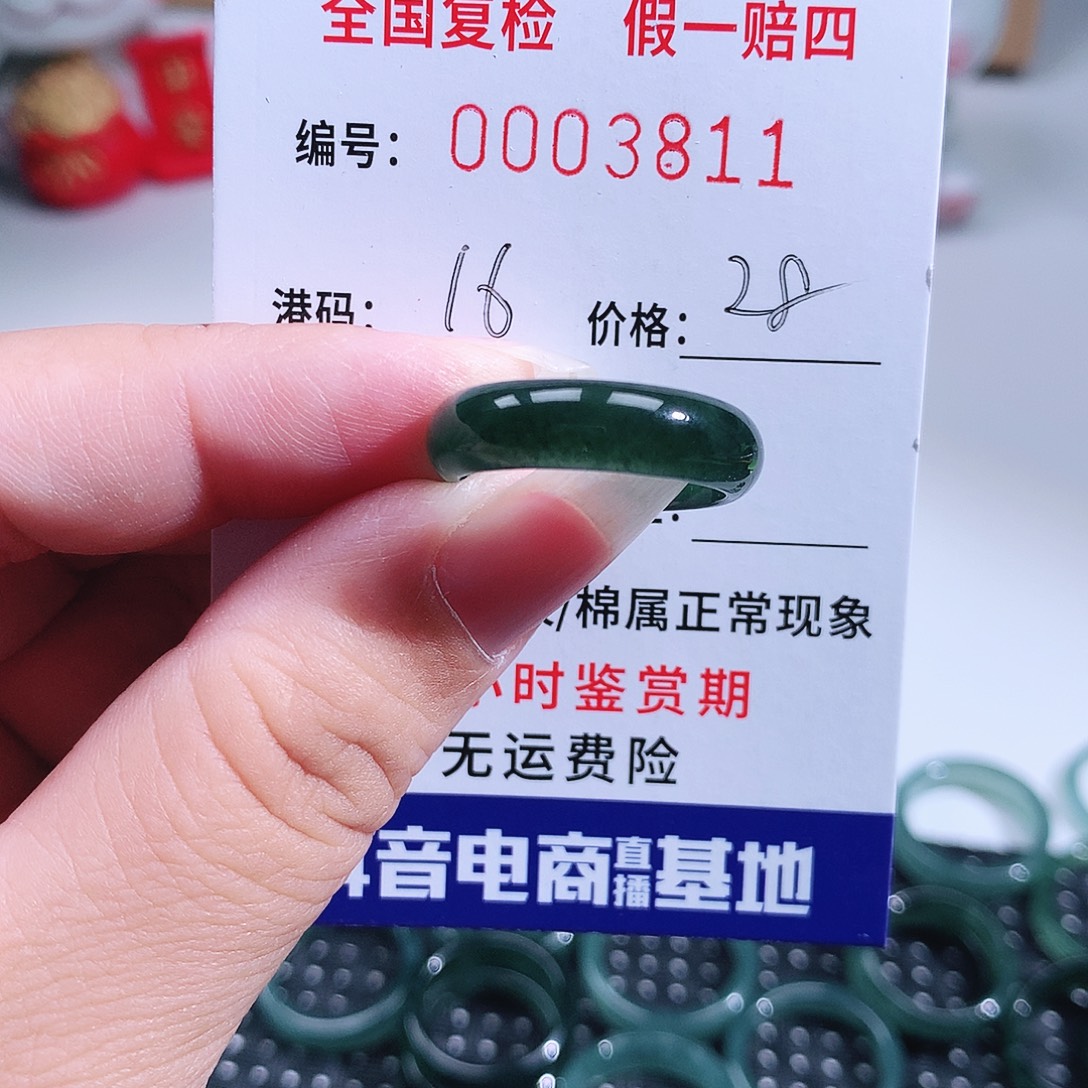 全国复检 假一赔四
编号: 0003811
港码: 16 价格: 28
/棉属正常现象
小时鉴赏期
无运费险
音电商直播基地